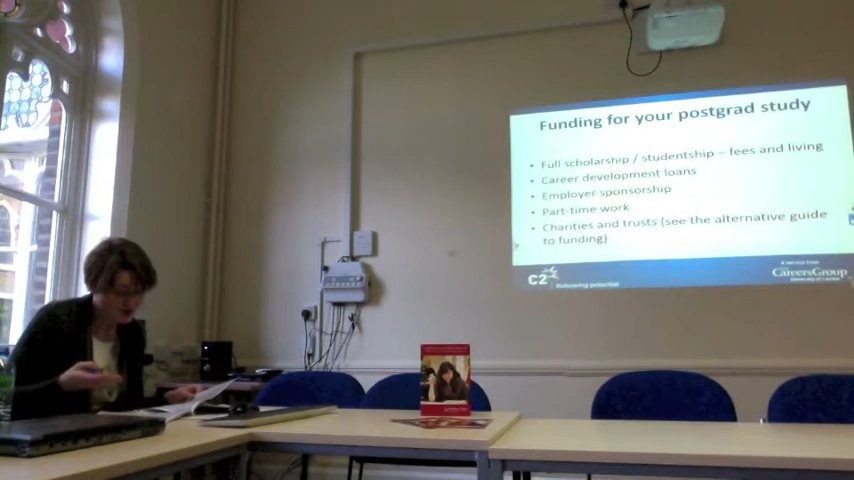 Funding for your postgrad study
• Full scholarship / studentship – fees and living
• Career development loans
• Employer sponsorship
• Part-time work
• Charities and trusts (see the alternative guide
to funding)
C2
Releasing potential
A service from
CareersGroup
University of London